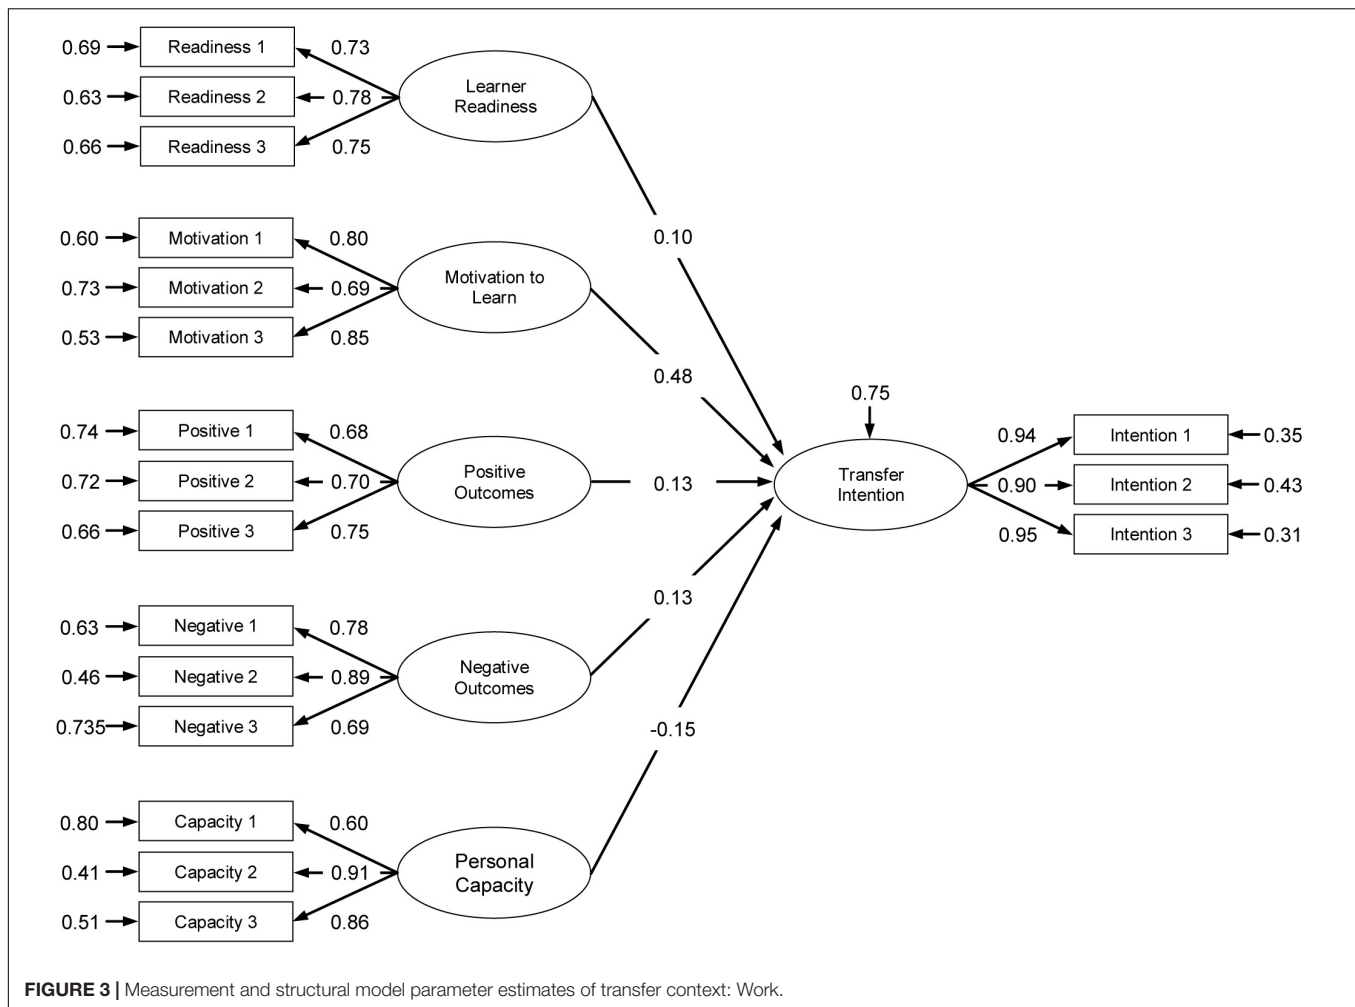 0.69
Readiness 1
0.73
0.63
Readiness 2
0.78
0.66
Readiness 3
0.75
Learner
Readiness
0.10
0.60
Motivation 1
0.80
0.73
Motivation 2
0.69
0.53
Motivation 3
0.85
Motivation to
Learn
0.48
0.74
Positive 1
0.68
0.72
Positive 2
0.70
0.66
Positive 3
0.75
Positive
Outcomes
0.13
0.63
Negative 1
0.78
0.46
Negative 2
0.89
0.735
Negative 3
0.69
Negative
Outcomes
0.13
0.80
Capacity 1
0.60
0.41
Capacity 2
0.91
0.51
Capacity 3
0.86
Personal
Capacity
-0.15
0.75
Transfer
Intention
0.94
Intention 1
0.35
0.90
Intention 2
0.43
0.95
Intention 3
0.31
FIGURE 3 | Measurement and structural model parameter estimates of transfer context: Work.